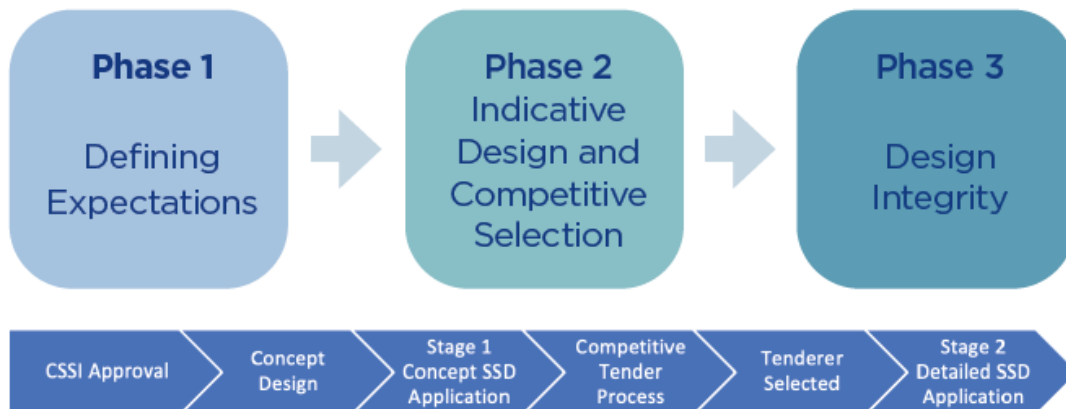 Phase 1
Defining
Expectations
Phase 2
Indicative
Design and
Competitive
Selection
Phase 3
Design
Integrity
CSSI Approval
Concept
Design
Stage 1
Concept SSD
Application
Competitive
Tender
Process
Tenderer
Selected
Stage 2
Detailed SSD
Application